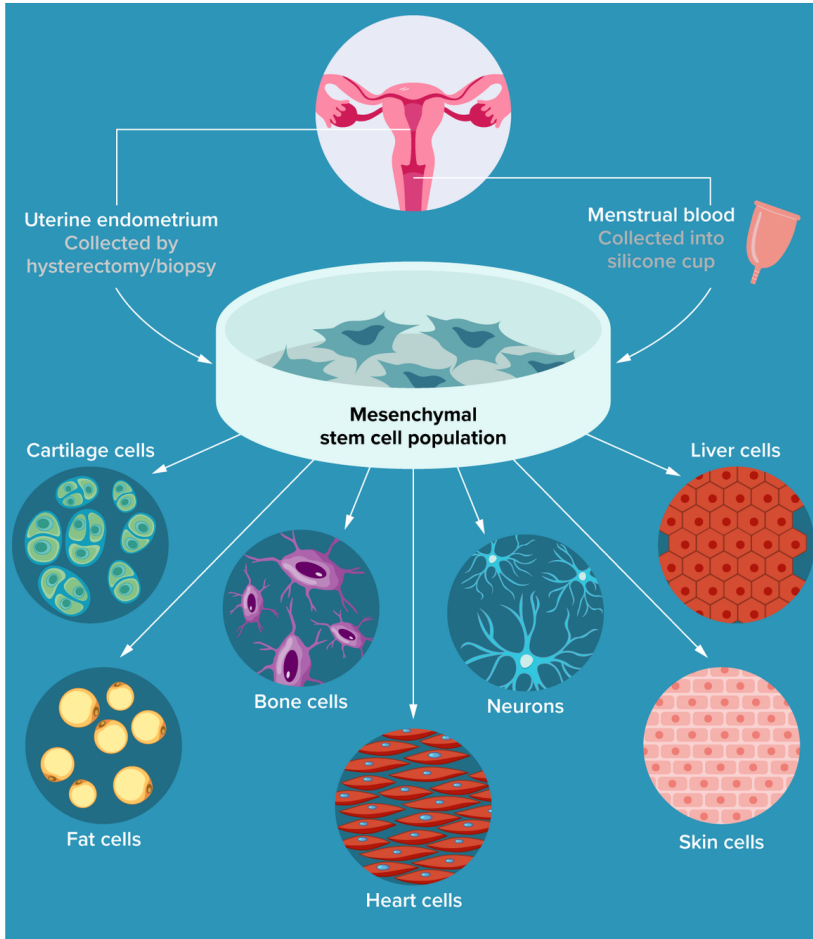 Uterine endometrium
Collected by
hysterectomy/biopsy
Menstrual blood
Collected into
silicone cup
Mesenchymal
stem cell population
Cartilage cells
Liver cells
Bone cells
Neurons
Fat cells
Skin cells
Heart cells